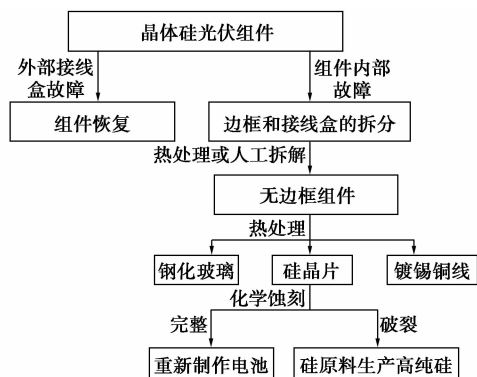 晶体硅光伏组件
外部接线
盒故障
组件内部
故障
组件恢复
边框和接线盒的拆分
热处理或人工拆解
无边框组件
热处理
钢化玻璃
硅晶片
镀锡铜线
化学蚀刻
完整
破裂
重新制作电池
硅原料生产高纯硅